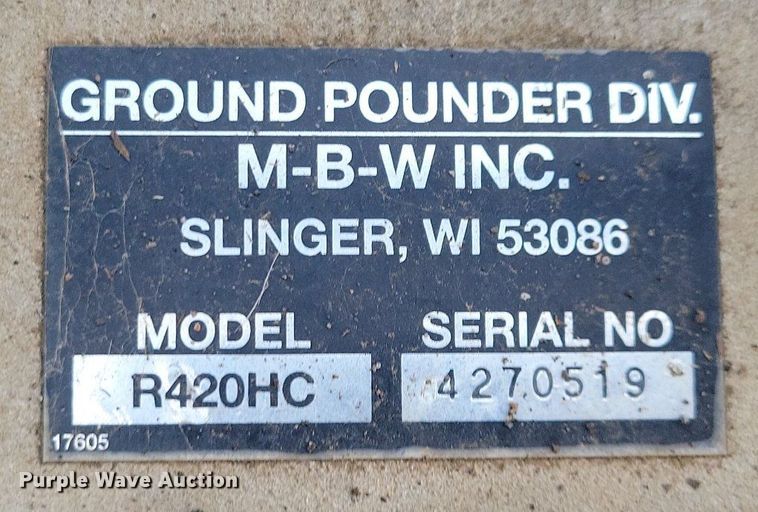 GROUND POUNDER DIV.
M-B-W INC.
SLINGER, WI 53086
MODEL SERIAL NO
R420HC 4270519
17605
Purple Wave Auction